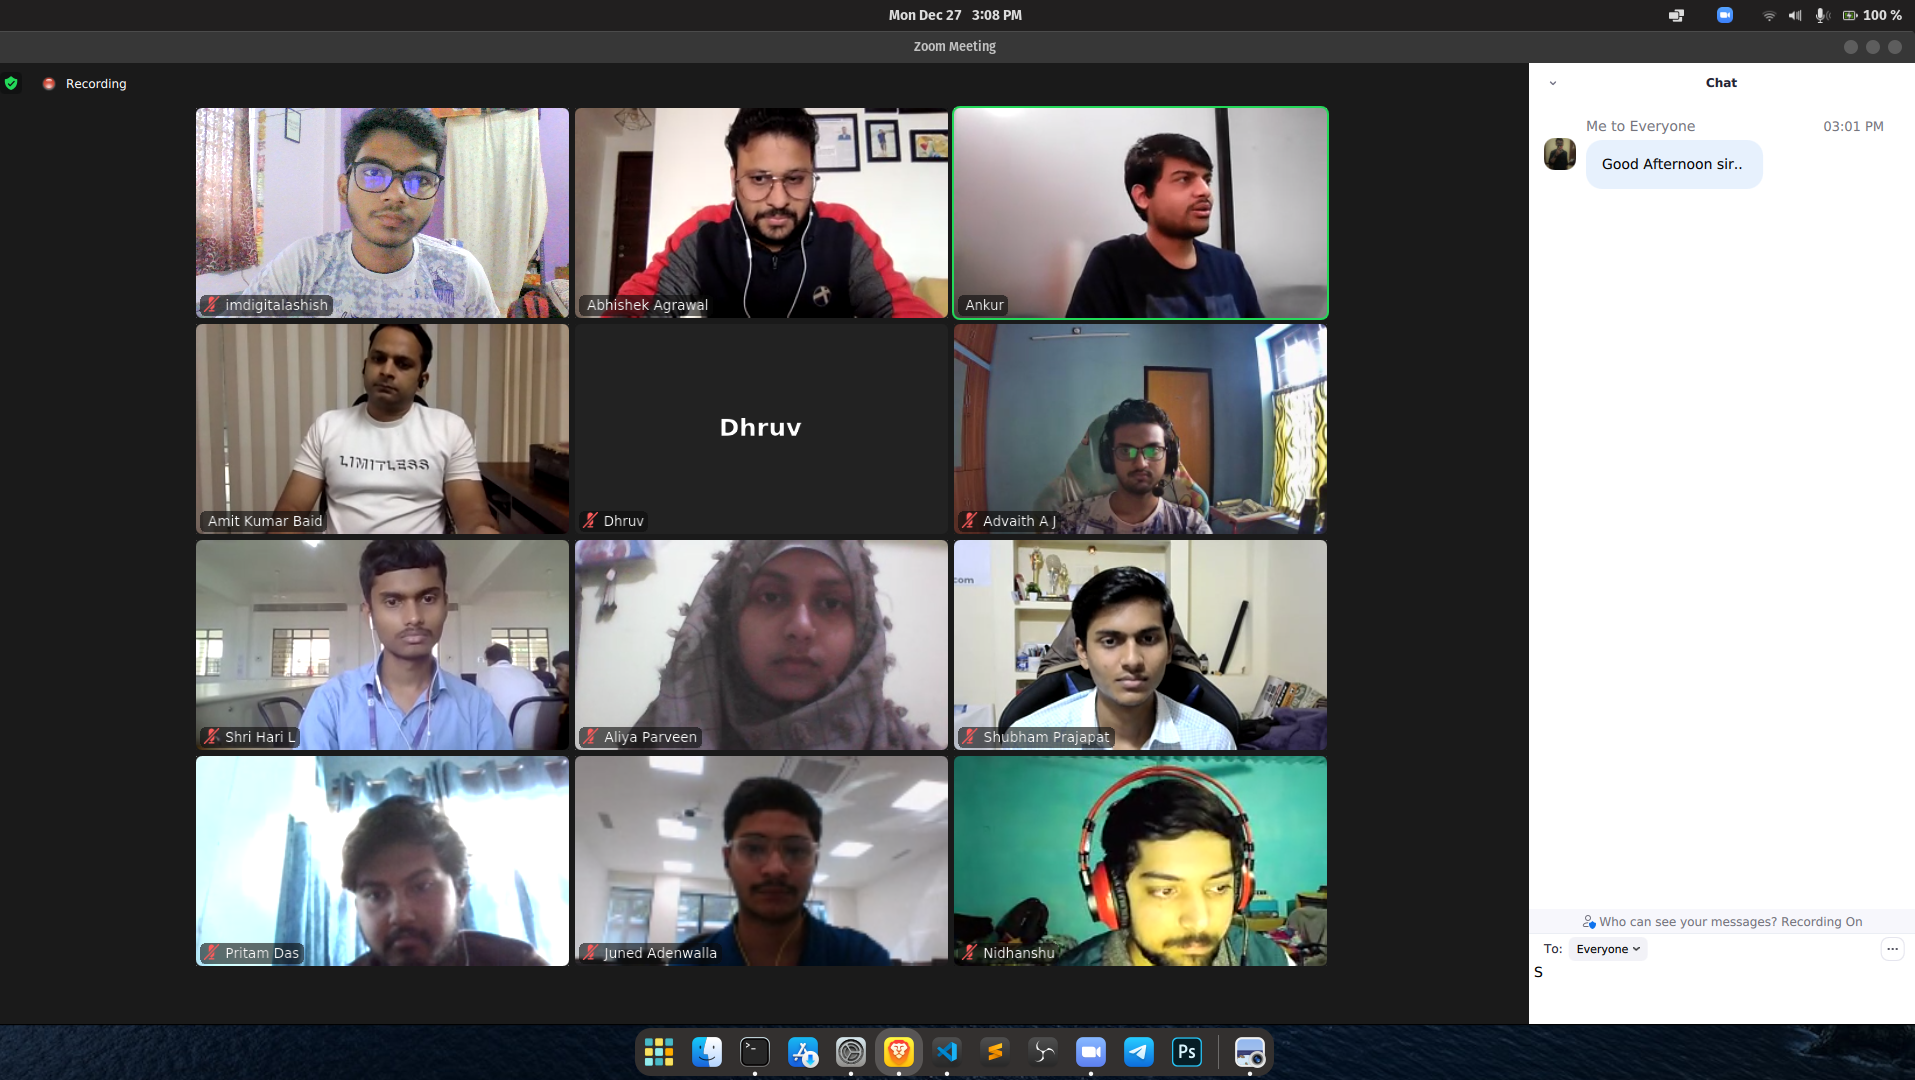 Mon Dec 27 3:08 PM
100 %
Zoom Meeting
Recording
imdigitalashish
Abhishek Agrawal
Ankur
LIMITLESS
Amit Kumar Baid
Dhruv
Dhruv
Advaith A J
Shri Hari L
Aliya Parveen
com
Shubham Prajapat
Pritam Das
Juned Adenwalla
Nidhanshu
Chat
Me to Everyone 03:01 PM
Good Afternoon sir..
Who can see your messages? Recording On
To: Everyone
S
Ps